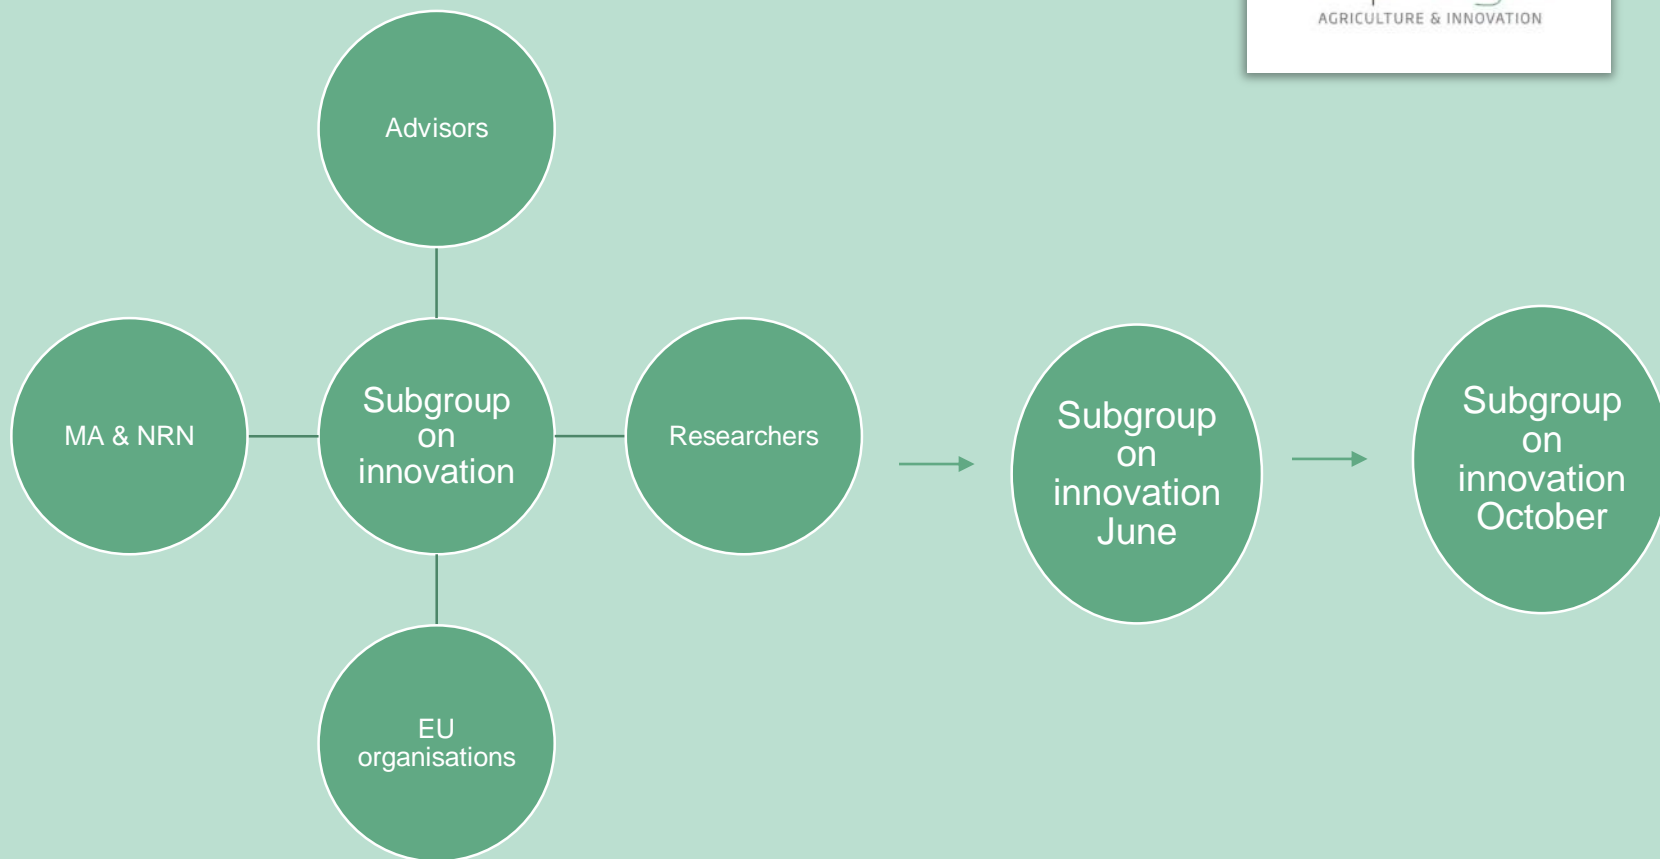 AGRICULTURE & INNOVATION
Advisors
MA & NRN
Subgroup
on
innovation
Researchers
EU
organisations
Subgroup
on
innovation
June
Subgroup
on
innovation
October